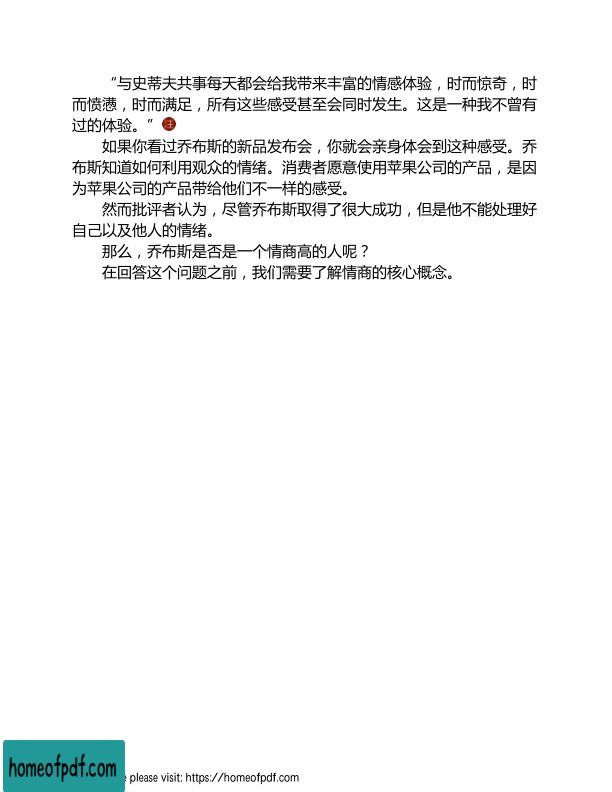 “与史蒂夫共事每天都会给我带来丰富的情感体验，时而惊奇，时
而愤懑，时而满足，所有这些感受甚至会同时发生。这是一种我不曾有
过的体验。” 注
如果你看过乔布斯的新品发布会，你就会亲身体会到这种感受。乔
布斯知道如何利用观众的情绪。消费者愿意使用苹果公司的产品，是因
为苹果公司的产品带给他们不一样的感受。
然而批评者认为，尽管乔布斯取得了很大成功，但是他不能处理好
自己以及他人的情绪。
那么，乔布斯是否是一个情商高的人呢？
在回答这个问题之前，我们需要了解情商的核心概念。
homeofpdf.com
e please visit: https://homeofpdf.com